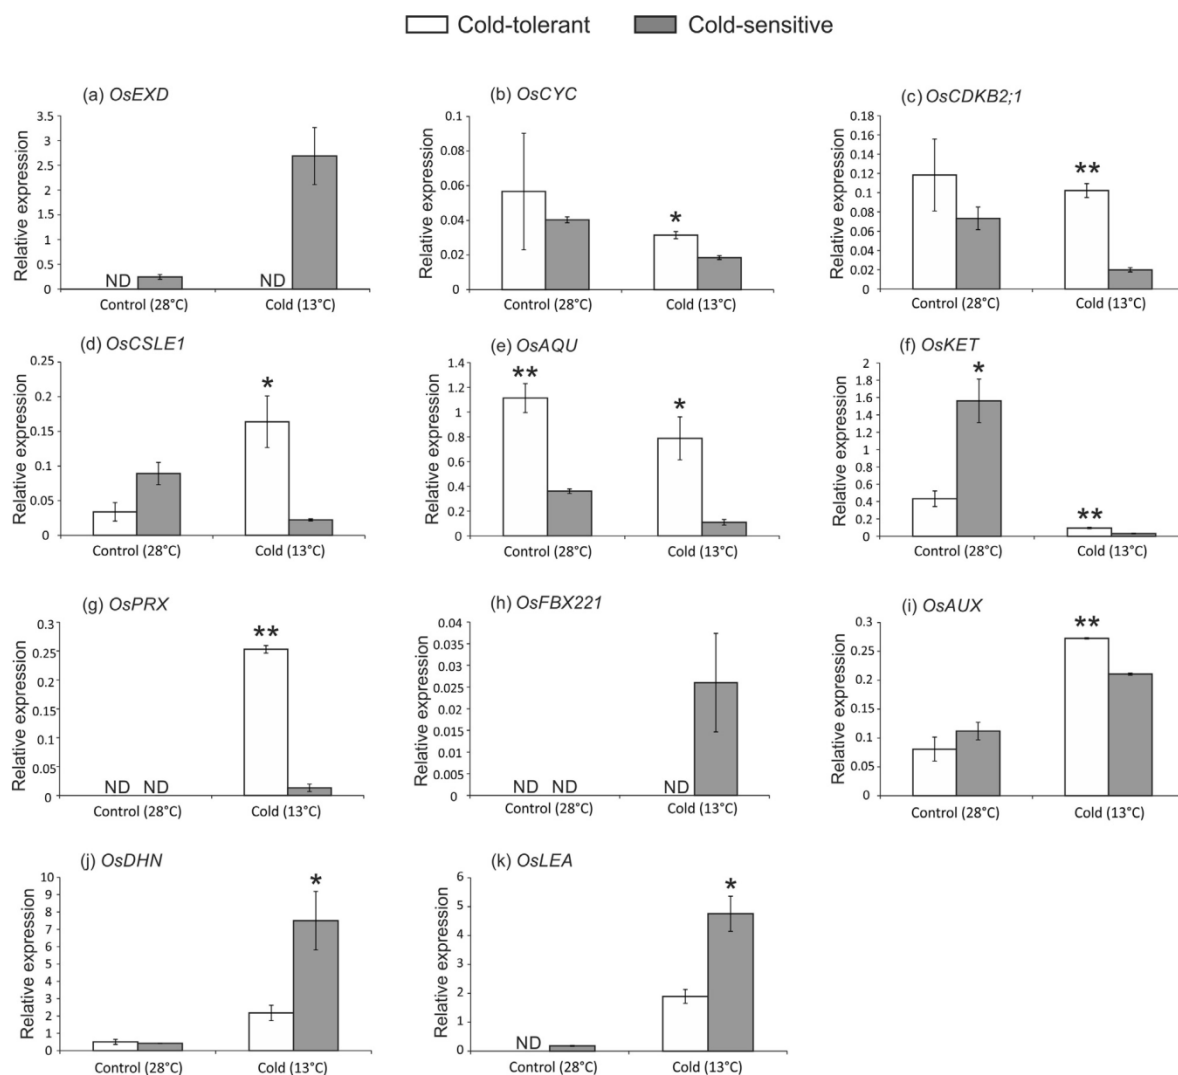 Cold-tolerant Cold-sensitive
(a) OsEXD
Relative expression
3.5
3
2.5
2
1.5
1
0.5
0
ND
ND
Control (28°C) Cold (13°C)
(b) OsCYC
Relative expression
0.1
0.08
0.06
0.04
0.02
0
*
Control (28°C) Cold (13°C)
(c) OsCDKB2;1
Relative expression
0.18
0.16
0.14
0.12
0.10
0.08
0.06
0.04
0.02
0
**
Control (28°C) Cold (13°C)
(d) OsCSLE1
Relative expression
0.25
0.2
0.15
0.1
0.05
0
*
Control (28°C) Cold (13°C)
(e) OsAQU
Relative expression
1.4
1.2
1
0.8
0.6
0.4
0.2
0
**
*
Control (28°C) Cold (13°C)
(f) OsKET
Relative expression
2
1.8
1.6
1.4
1.2
1
0.8
0.6
0.4
0.2
0
*
**
Control (28°C) Cold (13°C)
(g) OsPRX
Relative expression
0.3
0.25
0.2
0.15
0.1
0.05
0
ND ND
**
Control (28°C) Cold (13°C)
(h) OsFBX221
Relative expression
0.04
0.035
0.03
0.025
0.02
0.015
0.01
0.005
0
ND ND
ND
Control (28°C) Cold (13°C)
(i) OsAUX
Relative expression
0.3
0.25
0.2
0.15
0.1
0.05
0
**
Control (28°C) Cold (13°C)
(j) OsDHN
Relative expression
10
9
8
7
6
5
4
3
2
1
0
*
Control (28°C) Cold (13°C)
(k) OsLEA
Relative expression
6
5
4
3
2
1
0
ND
*
Control (28°C) Cold (13°C)